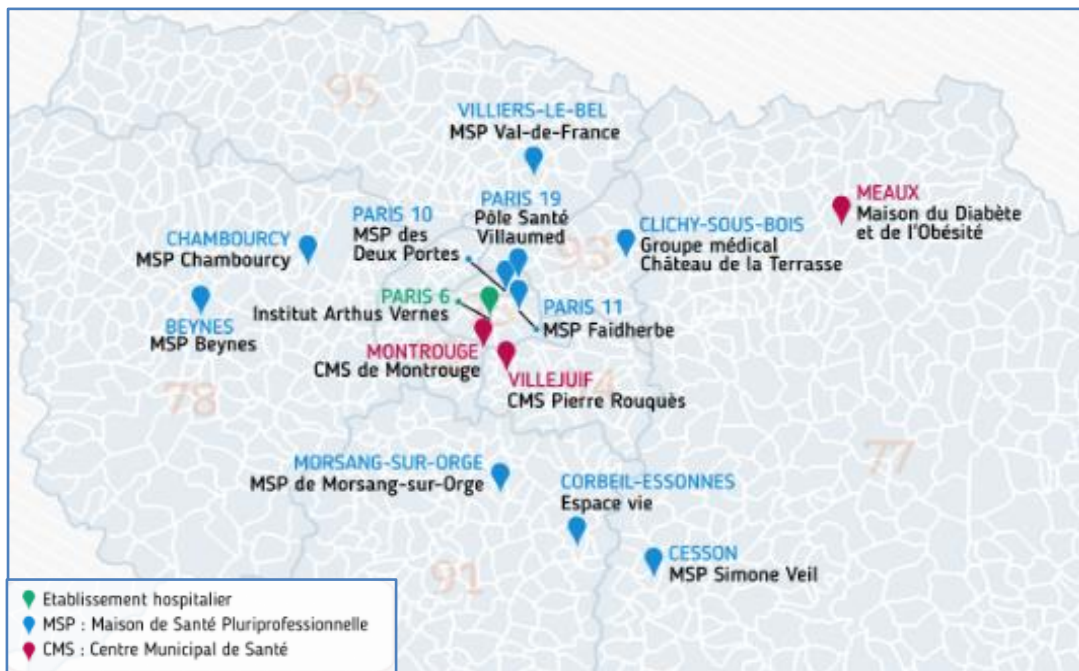 95
VILLIERS-LE-BEL
MSP Val-de-France
PARIS 19
Pôle Santé
Villaumed
PARIS 10
MSP des
Deux Portes
MEAUX
Maison du Diabète
et de l'Obésité
CLICHY-SOUS-BOIS
Groupe médical
Château de la Terrasse
93
CHAMBOURCY
MSP Chambourcy
PARIS 6
Institut Arthus Vernes
PARIS 11
MSP Faidherbe
BEYNES
MSP Beynes
MONTROUGE
CMS de Montrouge
VILLEJUIF
CMS Pierre Rouquès
78
77
MORSANG-SUR-ORGE
MSP de Morsang-sur-Orge
CORBEIL-ESSONNES
Espace vie
CESSON
MSP Simone Veil
91
Etablissement hospitalier
MSP : Maison de Santé Pluriprofessionnelle
CMS : Centre Municipal de Santé